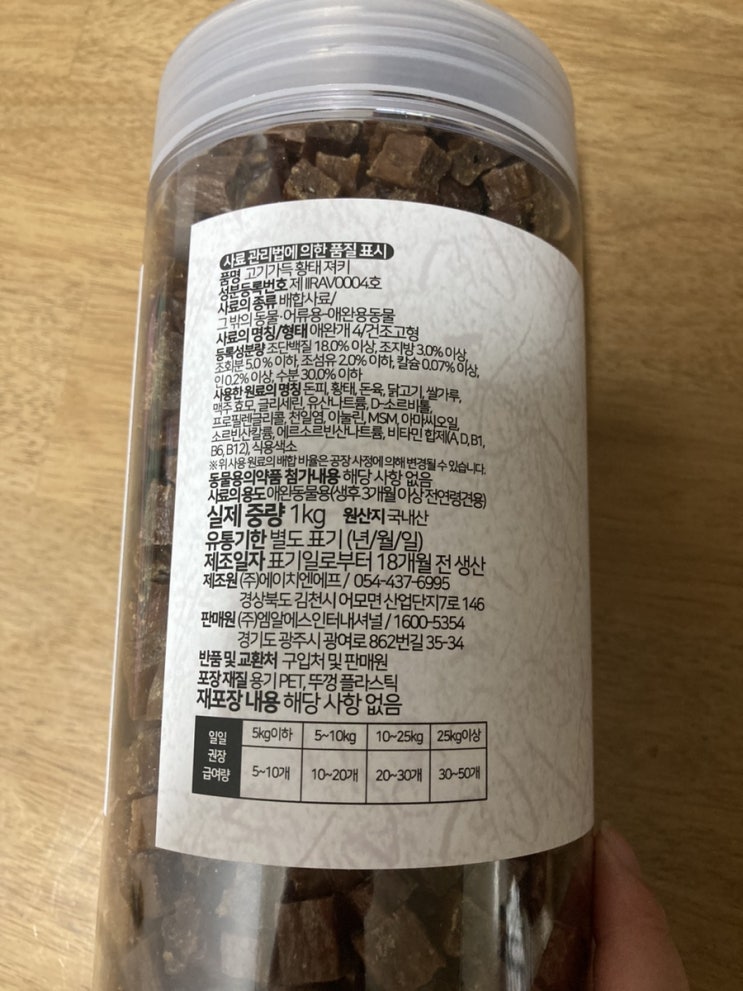 사료 관리법에 의한 품질 표시
품명 고기가득 황태 져키
성분등록번호 제 IIRAV0004호
사료의 종류 배합사료/
그 밖의 동물·어류용-애완용동물
사료의 명칭/형태 애완개 4/건조고형
등록성분량 조단백질 18.0% 이상, 조지방 3.0% 이상,
조회분 5.0% 이하, 조섬유 2.0% 이하, 칼슘 0.07% 이상,
인 0.2% 이상, 수분 30.0% 이하
사용한 원료의 명칭 돈피, 황태, 돈육, 닭고기, 쌀가루,
맥주 효모, 글리세린, 유산나트륨, D-소르비톨,
프로필렌글리콜, 천일염, 이눌린, MSM, 아마씨오일,
소르빈산칼륨, 에르소르빈산나트륨, 비타민 합제(A, D, B1,
B6, B12), 식용색소
※위 사용 원료의 배합 비율은 공장 사정에 의해 변경될 수 있습니다.
동물용의약품 첨가내용 해당 사항 없음
사료의 용도 애완동물용(생후 3개월 이상 전연령견용)
실제 중량 1kg 원산지 국내산
유통기한 별도 표기 (년/월/일)
제조일자 표기일로부터 18개월 전 생산
제조원 (주)에이치엔에프 / 054-437-6995
경상북도 김천시 어모면 산업단지7로 146
판매원 (주)엠알에스인터내셔널 / 1600-5354
경기도 광주시 광여로 862번길 35-34
반품 및 교환처 구입처 및 판매원
포장 재질 용기 PET, 뚜껑 플라스틱
재포장 내용 해당 사항 없음
일일 권장 급여량
5kg이하 5~10kg 10~25kg 25kg이상
5~10개 10~20개 20~30개 30~50개